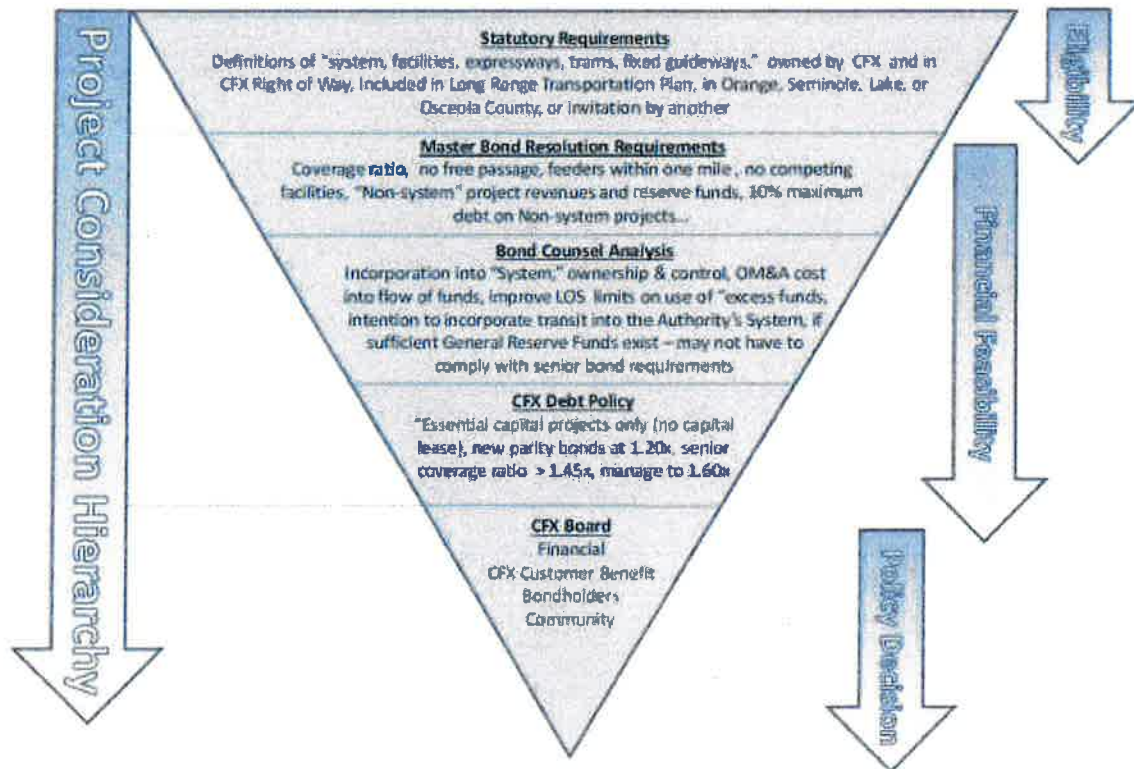 Project Consideration Hierarchy
Statutory Requirements
Definitions of "system, facilities, expressways, trams, fixed guideways," owned by CFX and in
CFX Right of Way, Included in Long Range Transportation Plan, in Orange, Seminole, Lake, or
Osceola County, or invitation by another
Master Bond Resolution Requirements
Coverage ratio, no free passage, feeders within one mile, no competing
facilities, "Non-system" project revenues and reserve funds, 10% maximum
debt on Non-system projects...
Bond Counsel Analysis
Incorporation into "System," ownership & control, OM&A cost
into flow of funds, improve LOS limits on use of "excess funds,
intention to incorporate transit into the Authority's System, if
sufficient General Reserve Funds exist – may not have to
comply with senior bond requirements
CFX Debt Policy
"Essential capital projects only (no capital
lease), new parity bonds at 1.20x, senior
coverage ratio > 1.45x, manage to 1.60x
CFX Board
Financial
CFX Customer Benefit
Bondholders
Community
Eligibility
Financial Feasibility
Policy Decision